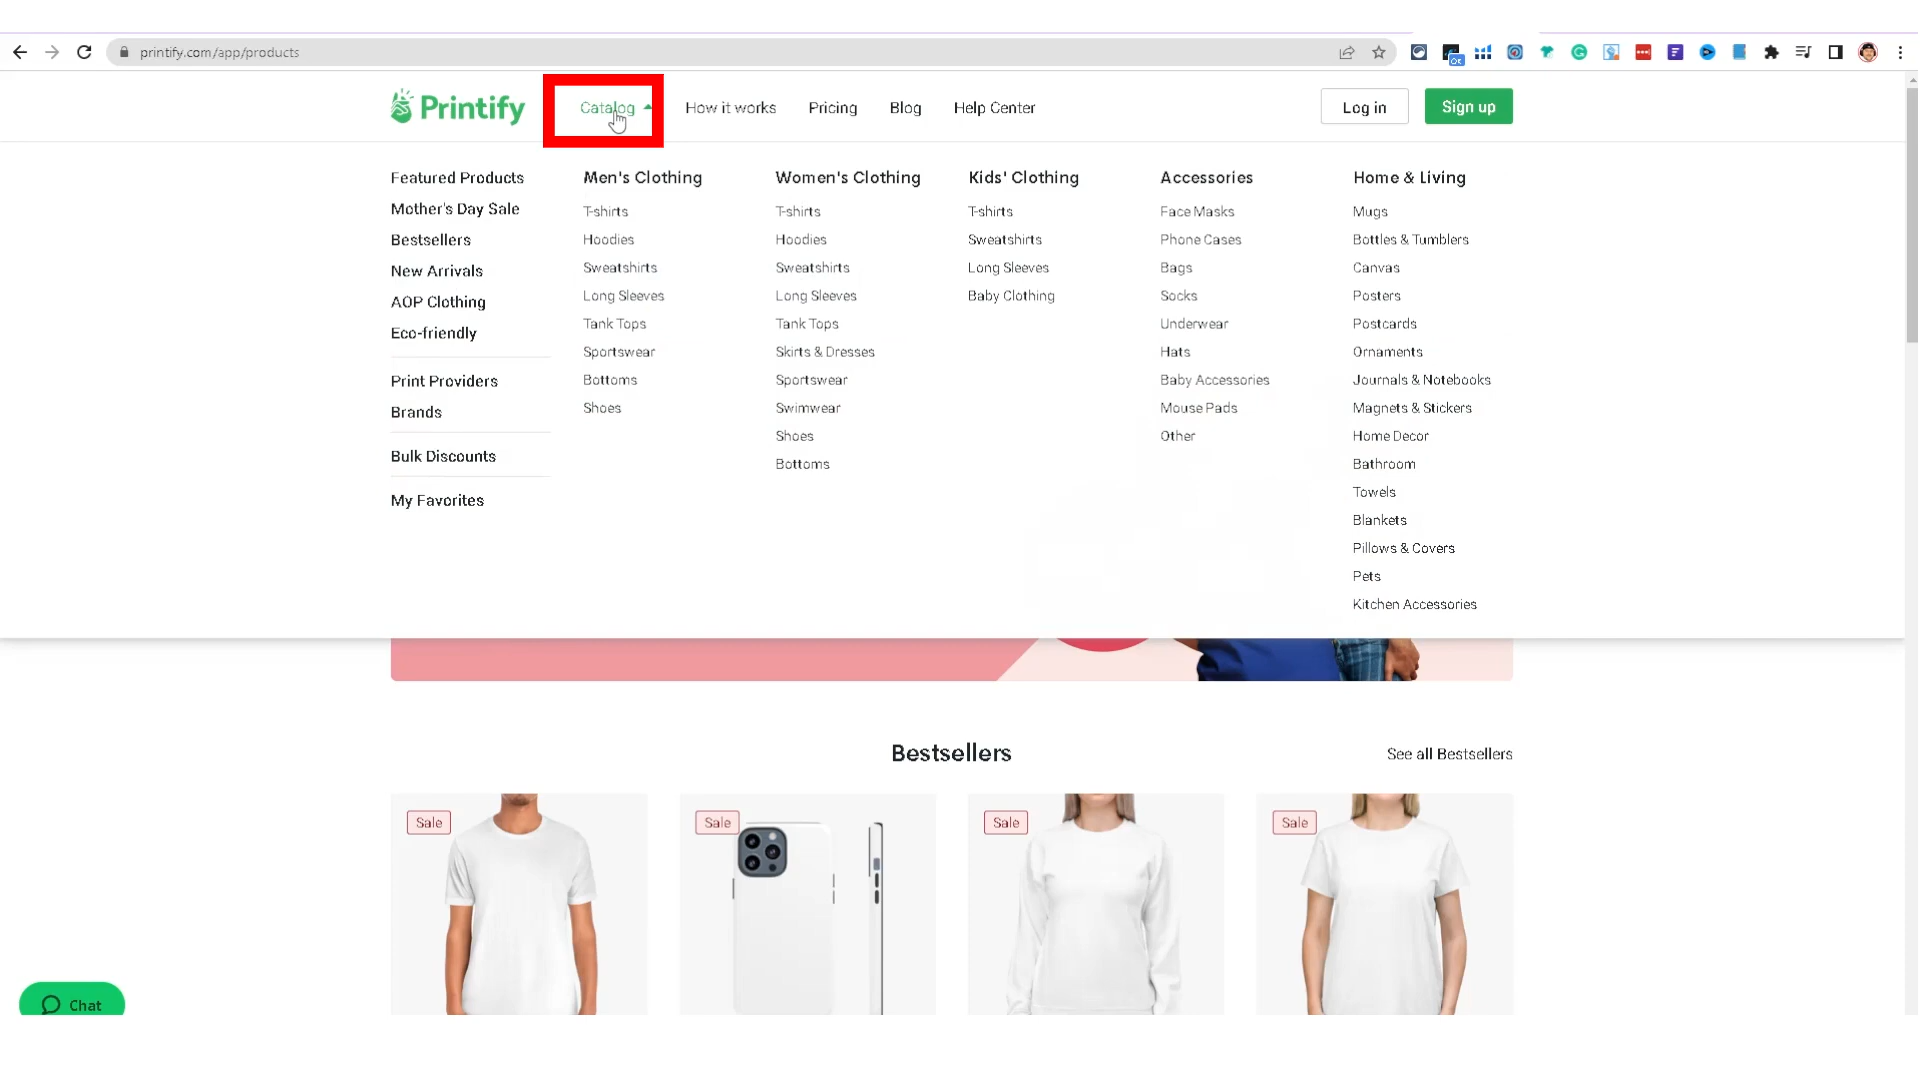 printify.com/app/products
Printify
Catalog
How it works
Pricing
Blog
Help Center
Log in
Sign up
Featured Products
Mother's Day Sale
Bestsellers
New Arrivals
AOP Clothing
Eco-friendly
Print Providers
Brands
Bulk Discounts
My Favorites
Men's Clothing
T-shirts
Hoodies
Sweatshirts
Long Sleeves
Tank Tops
Sportswear
Bottoms
Shoes
Women's Clothing
T-shirts
Hoodies
Sweatshirts
Long Sleeves
Tank Tops
Skirts & Dresses
Sportswear
Swimwear
Shoes
Bottoms
Kids' Clothing
T-shirts
Sweatshirts
Long Sleeves
Baby Clothing
Accessories
Face Masks
Phone Cases
Bags
Socks
Underwear
Hats
Baby Accessories
Mouse Pads
Other
Home & Living
Mugs
Bottles & Tumblers
Canvas
Posters
Postcards
Ornaments
Journals & Notebooks
Magnets & Stickers
Home Decor
Bathroom
Towels
Blankets
Pillows & Covers
Pets
Kitchen Accessories
Bestsellers
See all Bestsellers
Sale
Sale
Sale
Sale
Chat